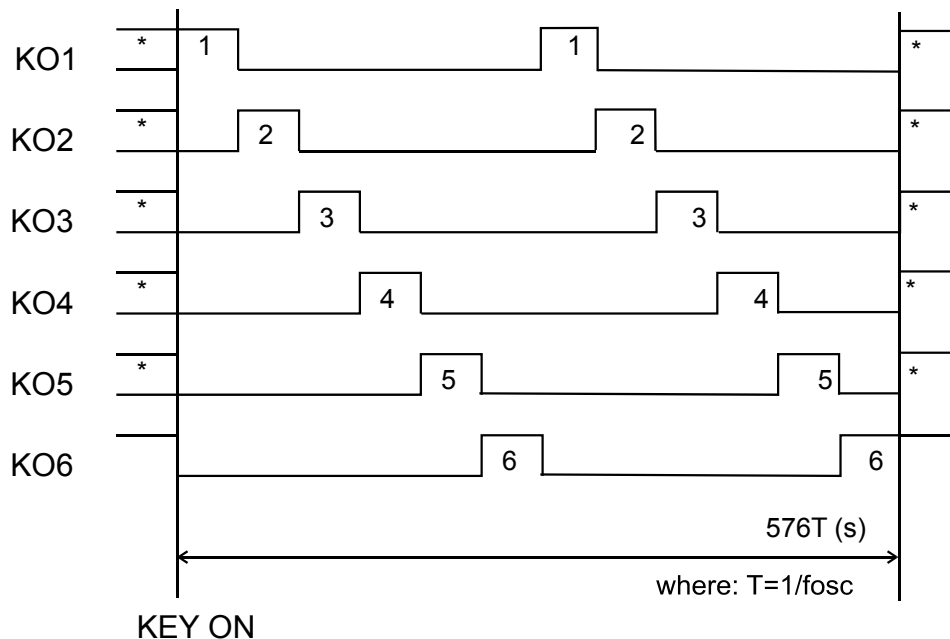 KO1 * 1 1 *
KO2 * 2 2 *
KO3 * 3 3 *
KO4 * 4 4 *
KO5 * 5 5 *
KO6 6 6
576T (s)
where: T=1/fosc
KEY ON